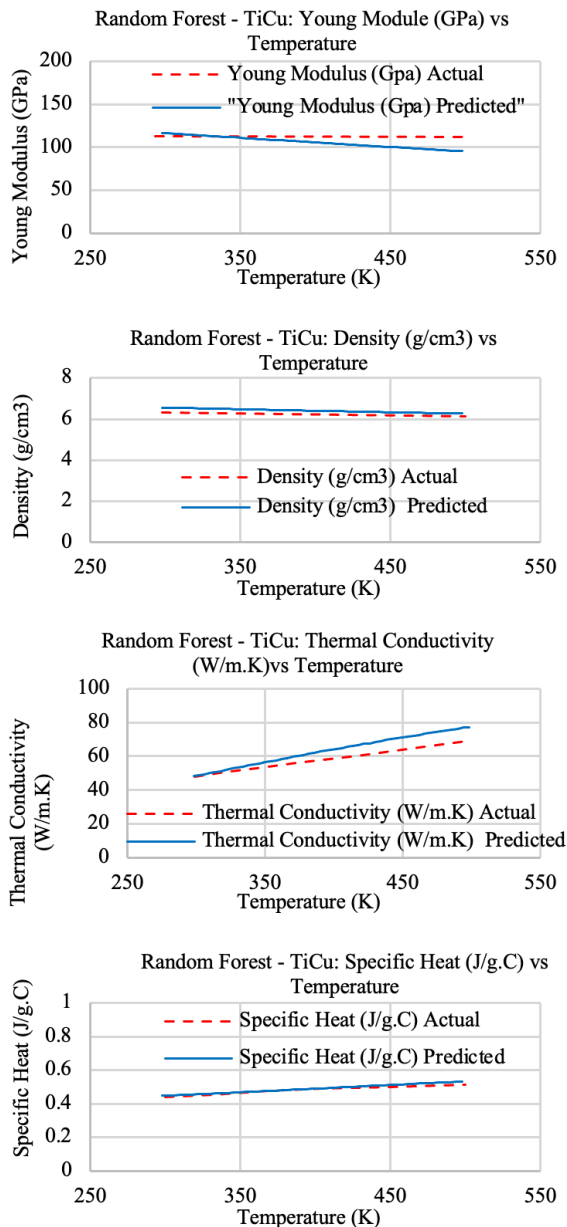 Random Forest - TiCu: Young Module (GPa) vs
Temperature
Young Modulus (GPa)
200
150
100
50
0
Young Modulus (Gpa) Actual
"Young Modulus (Gpa) Predicted"
250
350
450
550
Temperature (K)
Random Forest - TiCu: Density (g/cm3) vs
Temperature
Densitty (g/cm3)
8
6
4
2
0
Density (g/cm3) Actual
Density (g/cm3)  Predicted
250
350
450
550
Temperature (K)
Random Forest - TiCu: Thermal Conductivity
(W/m.K)vs Temperature
Thermal Conductivity
(W/m.K)
100
80
60
40
20
0
Thermal Conductivity (W/m.K) Actual
Thermal Conductivity (W/m.K)  Predicted
250
350
450
550
Temperature (K)
Random Forest - TiCu: Specific Heat (J/g.C) vs
Temperature
Specific Heat (J/g.C)
1
0.8
0.6
0.4
0.2
0
Specific Heat (J/g.C) Actual
Specific Heat (J/g.C) Predicted
250
350
450
550
Temperature (K)